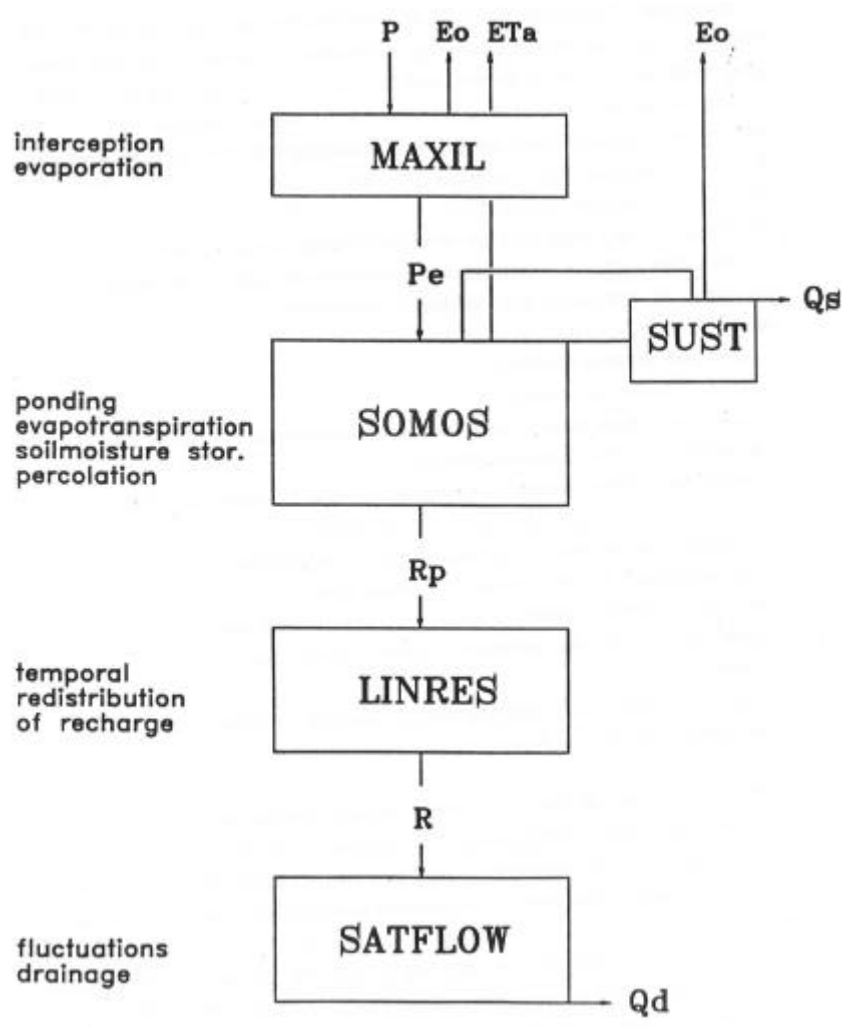 P Eo ETa Eo
interception
evaporation
MAXIL
Pe
Qs
SUST
ponding
evapotranspiration
soilmoisture stor.
percolation
SOMOS
Rp
temporal
redistribution
of recharge
LINRES
R
fluctuations
drainage
SATFLOW
Qd